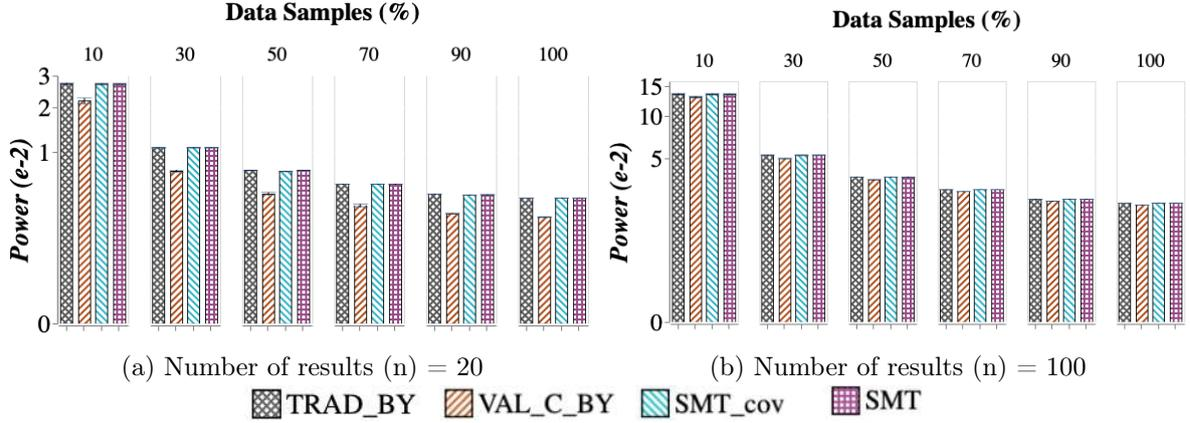 Data Samples (%)
10 30 50 70 90 100
3
2
1
0
Power (e-2)
(a) Number of results (n) = 20
Data Samples (%)
10 30 50 70 90 100
15
10
5
0
Power (e-2)
(b) Number of results (n) = 100
TRAD_BY VAL_C_BY SMT_cov SMT